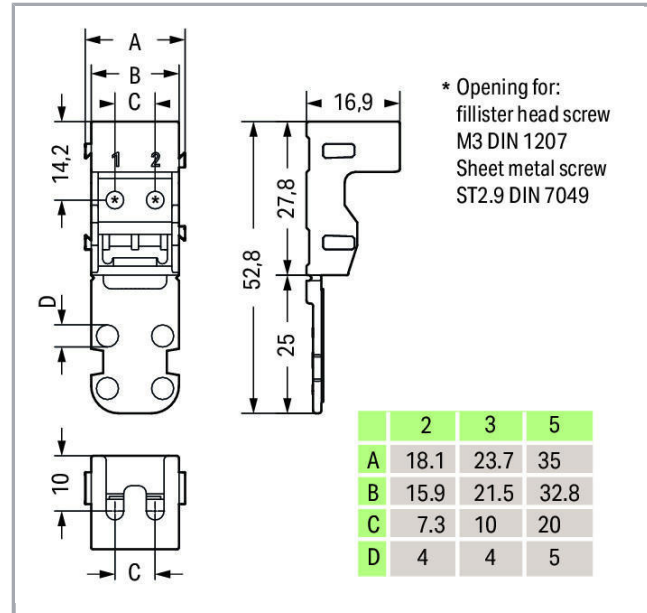 A
B
C
14,2
1 2
* *
D
10
C
16,9
27,8
52,8
25
* Opening for:
fillister head screw
M3 DIN 1207
Sheet metal screw
ST2.9 DIN 7049
2 3 5
A 18.1 23.7 35
B 15.9 21.5 32.8
C 7.3 10 20
D 4 4 5